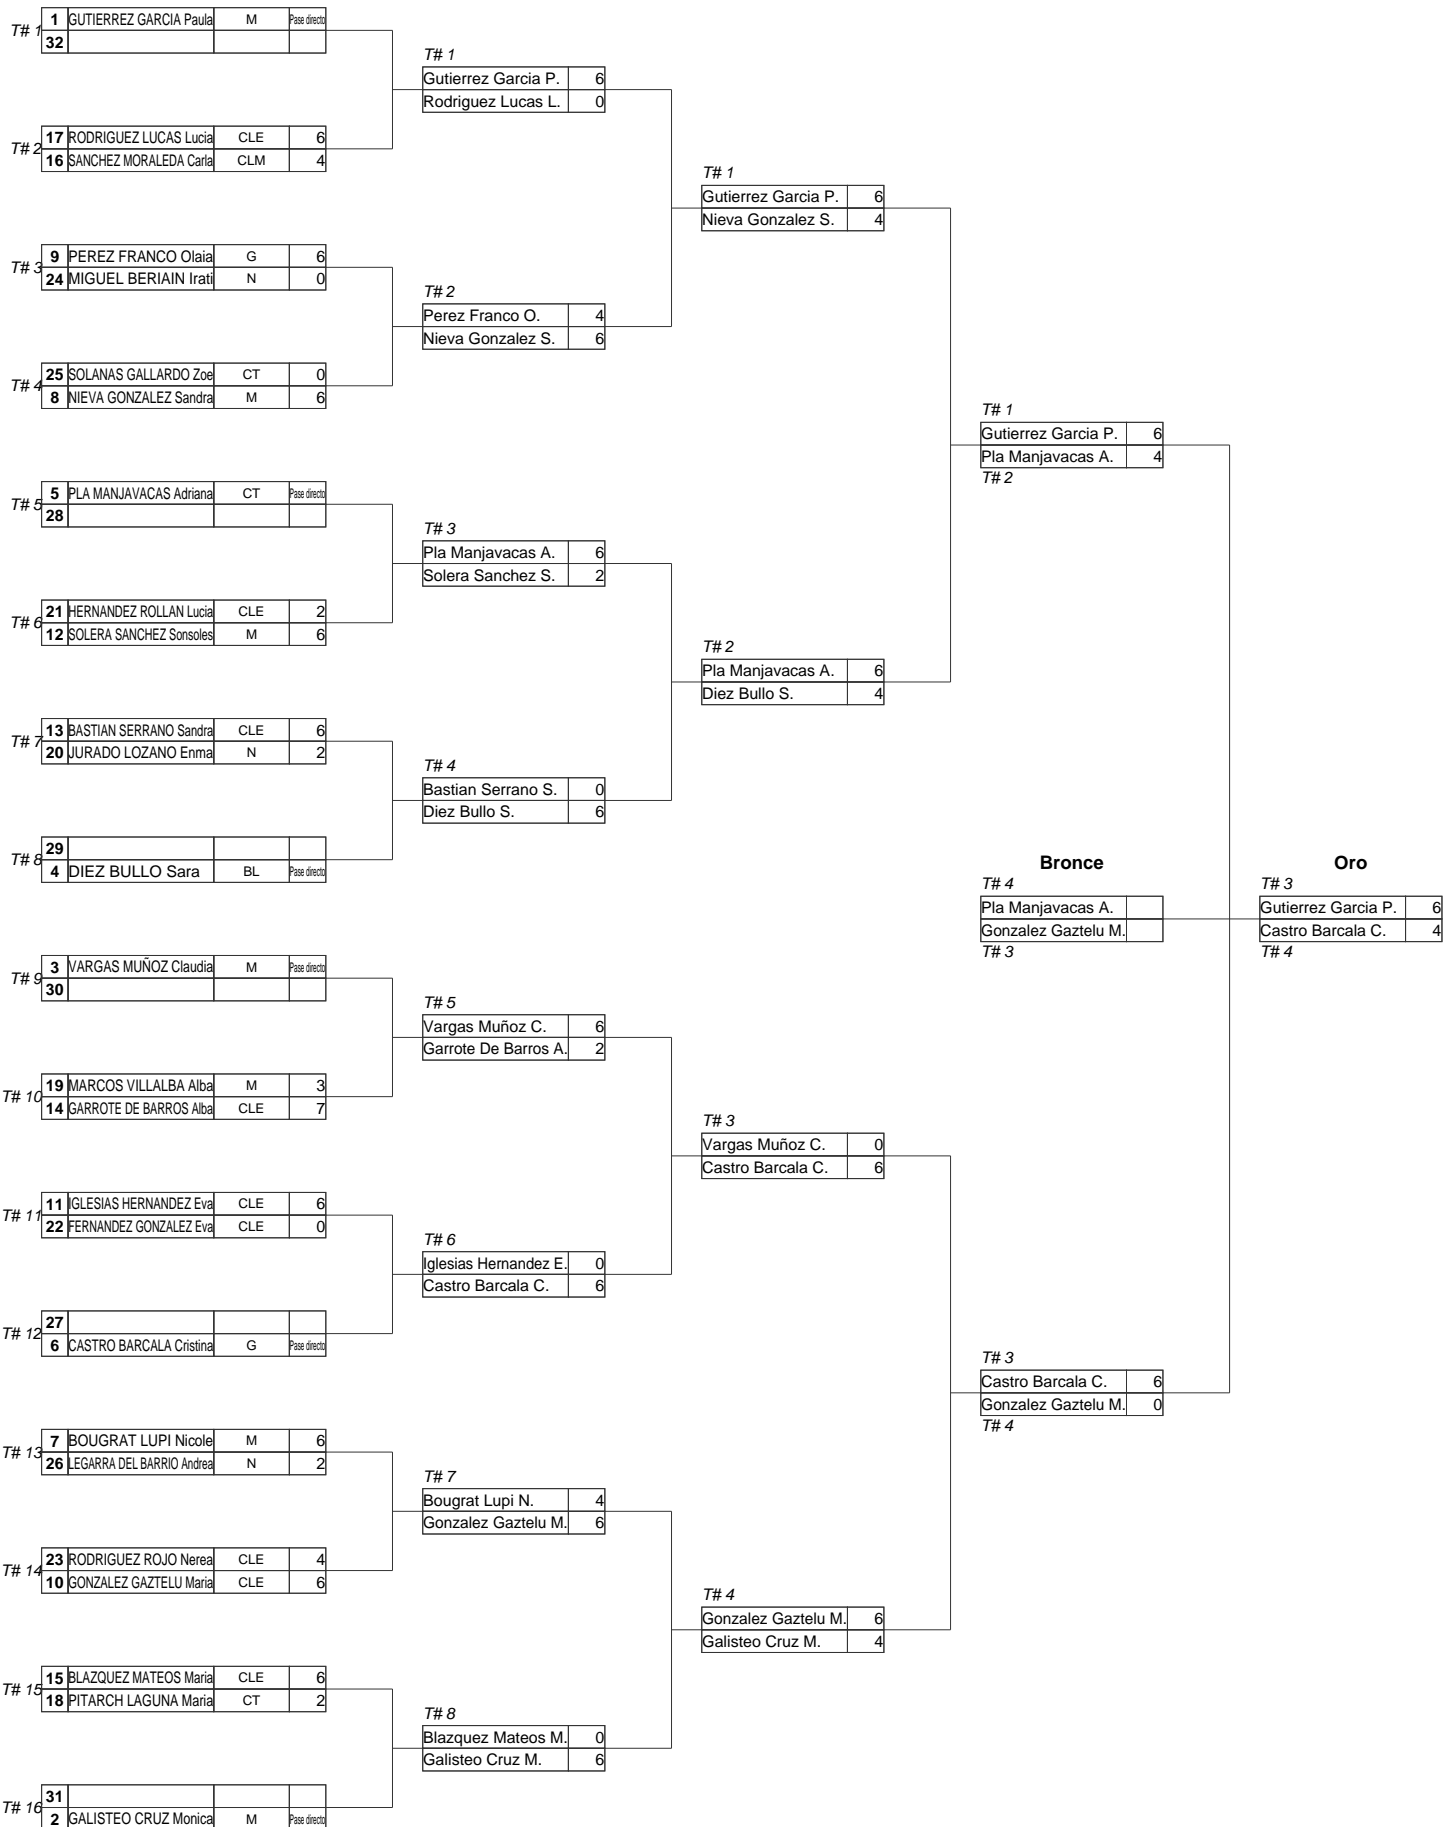 T# 1
1 GUTIERREZ GARCIA Paula M Pase directo
32
T# 2
17 RODRIGUEZ LUCAS Lucia CLE 6
16 SANCHEZ MORALEDA Carla CLM 4
T# 3
9 PEREZ FRANCO Olaia G 6
24 MIGUEL BERIAIN Irati N 0
T# 4
25 SOLANAS GALLARDO Zoe CT 0
8 NIEVA GONZALEZ Sandra M 6
T# 5
5 PLA MANJAVACAS Adriana CT Pase directo
28
T# 6
21 HERNANDEZ ROLLAN Lucia CLE 2
12 SOLERA SANCHEZ Sonsoles M 6
T# 7
13 BASTIAN SERRANO Sandra CLE 6
20 JURADO LOZANO Enma N 2
T# 8
29
4 DIEZ BULLO Sara BL Pase directo
T# 9
3 VARGAS MUÑOZ Claudia M Pase directo
30
T# 10
19 MARCOS VILLALBA Alba M 3
14 GARROTE DE BARROS Alba CLE 7
T# 11
11 IGLESIAS HERNANDEZ Eva CLE 6
22 FERNANDEZ GONZALEZ Eva CLE 0
T# 12
27
6 CASTRO BARCALA Cristina G Pase directo
T# 13
7 BOUGRAT LUPI Nicole M 6
26 LEGARRA DEL BARRIO Andrea N 2
T# 14
23 RODRIGUEZ ROJO Nerea CLE 4
10 GONZALEZ GAZTELU Maria CLE 6
T# 15
15 BLAZQUEZ MATEOS Maria CLE 6
18 PITARCH LAGUNA Maria CT 2
T# 16
31
2 GALISTEO CRUZ Monica M Pase directo
T# 1
Gutierrez Garcia P. 6
Rodriguez Lucas L. 0
T# 2
Perez Franco O. 4
Nieva Gonzalez S. 6
T# 3
Pla Manjavacas A. 6
Solera Sanchez S. 2
T# 4
Bastian Serrano S. 0
Diez Bullo S. 6
T# 5
Vargas Muñoz C. 6
Garrote De Barros A. 2
T# 6
Iglesias Hernandez E. 0
Castro Barcala C. 6
T# 7
Bougrat Lupi N. 4
Gonzalez Gaztelu M. 6
T# 8
Blazquez Mateos M. 0
Galisteo Cruz M. 6
T# 1
Gutierrez Garcia P. 6
Nieva Gonzalez S. 4
T# 2
Pla Manjavacas A. 6
Diez Bullo S. 4
T# 3
Vargas Muñoz C. 0
Castro Barcala C. 6
T# 4
Gonzalez Gaztelu M. 6
Galisteo Cruz M. 4
T# 1
Gutierrez Garcia P. 6
Pla Manjavacas A. 4
T# 2
Bronce
T# 4
Pla Manjavacas A.
Gonzalez Gaztelu M.
T# 3
T# 3
Castro Barcala C. 6
Gonzalez Gaztelu M. 0
T# 4
Oro
T# 3
Gutierrez Garcia P. 6
Castro Barcala C. 4
T# 4